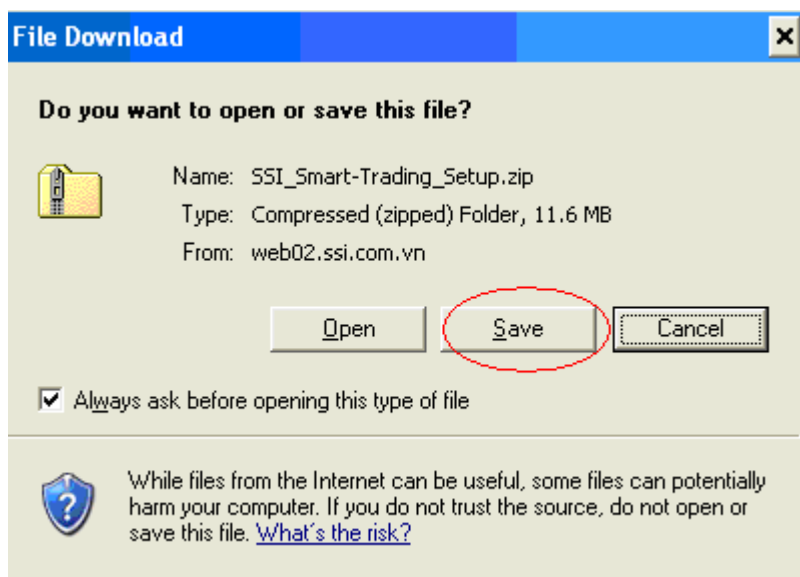 File Download
Do you want to open or save this file?
Name: SSI_Smart-Trading_Setup.zip
Type: Compressed (zipped) Folder, 11.6 MB
From: web02.ssi.com.vn
Open Save Cancel
Always ask before opening this type of file
While files from the Internet can be useful, some files can potentially
harm your computer. If you do not trust the source, do not open or
save this file. What's the risk?